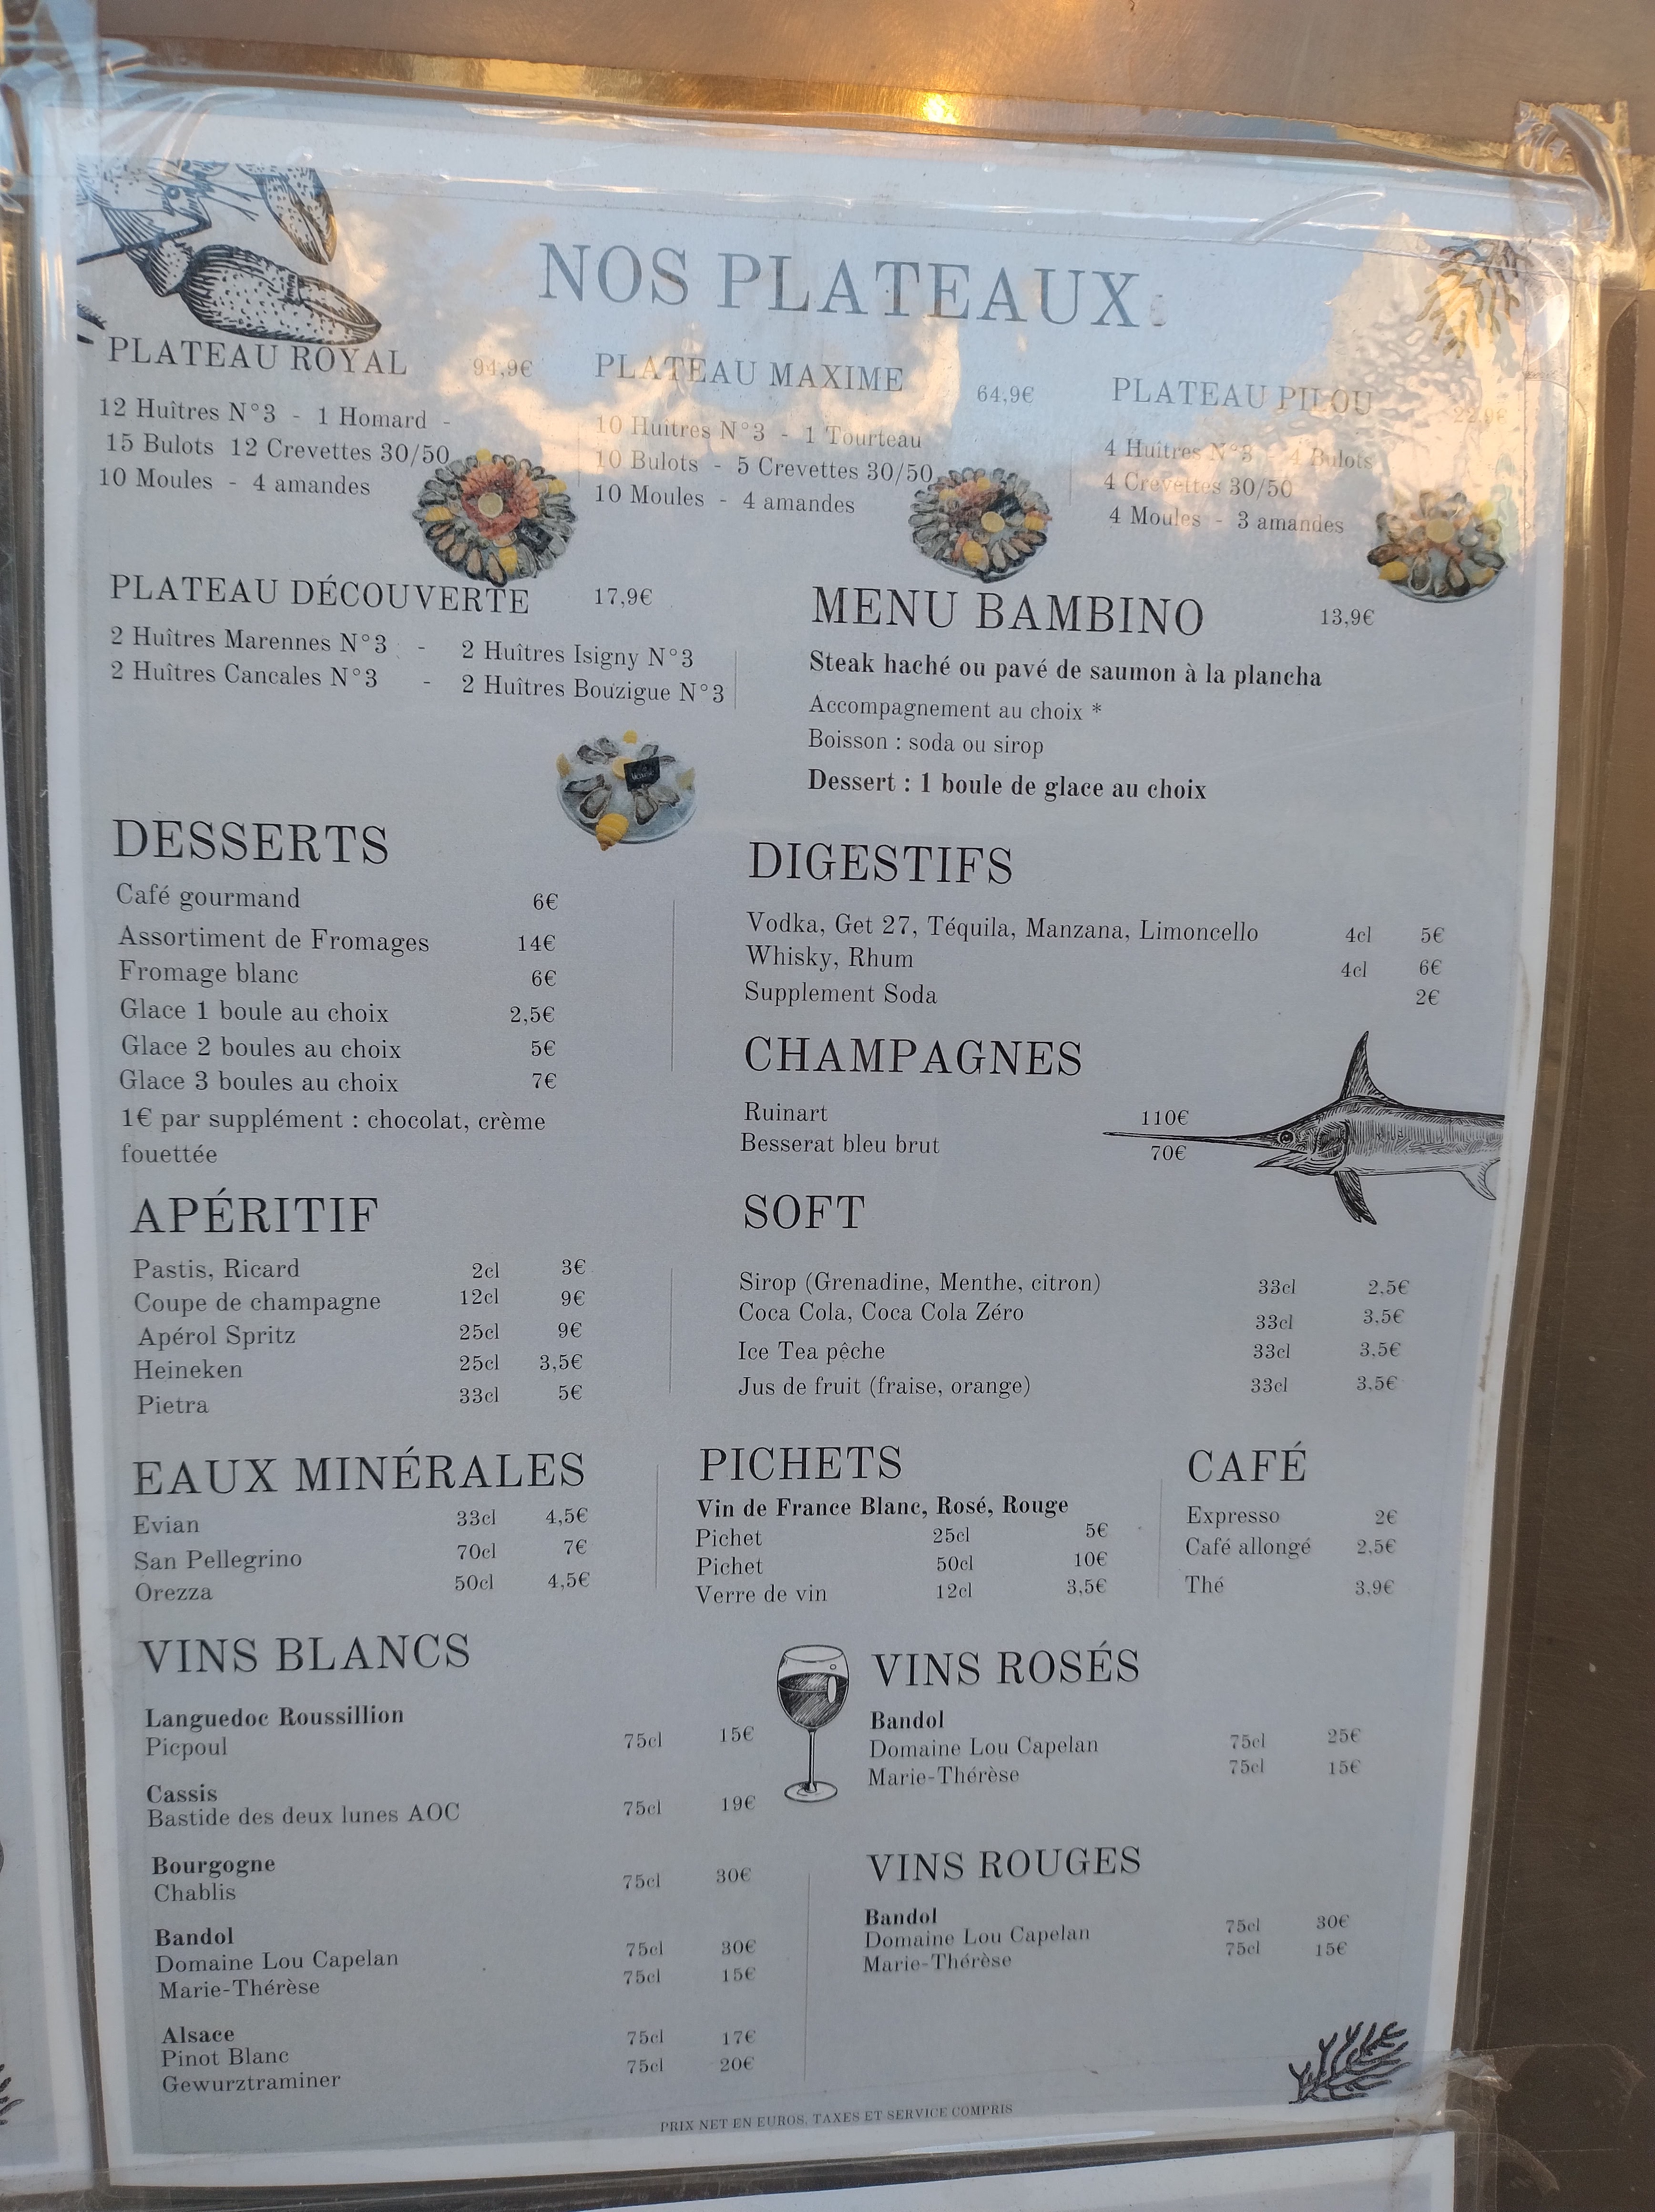 NOS PLATEAUX
PLATEAU ROYAL 94,9€
12 Huîtres N°3 - 1 Homard -
15 Bulots 12 Crevettes 30/50
10 Moules - 4 amandes
PLATEAU MAXIME 64,9€
10 Huîtres N°3 - 1 Tourteau
10 Bulots - 5 Crevettes 30/50
10 Moules - 4 amandes
PLATEAU PILOU 22,9€
4 Huîtres N°3 - 4 Bulots
4 Crevettes 30/50
4 Moules - 3 amandes
PLATEAU DÉCOUVERTE 17,9€
2 Huîtres Marennes N°3 - 2 Huîtres Isigny N°3
2 Huîtres Cancales N°3 - 2 Huîtres Bouzigue N°3
MENU BAMBINO 13,9€
Steak haché ou pavé de saumon à la plancha
Accompagnement au choix *
Boisson : soda ou sirop
Dessert : 1 boule de glace au choix
DESSERTS
Café gourmand 6€
Assortiment de Fromages 14€
Fromage blanc 6€
Glace 1 boule au choix 2,5€
Glace 2 boules au choix 5€
Glace 3 boules au choix 7€
1€ par supplément : chocolat, crème
fouettée
DIGESTIFS
Vodka, Get 27, Téquila, Manzana, Limoncello 4cl 5€
Whisky, Rhum 4cl 6€
Supplement Soda 2€
CHAMPAGNES
Ruinart 110€
Besserat bleu brut 70€
APÉRITIF
Pastis, Ricard 2cl 3€
Coupe de champagne 12cl 9€
Apérol Spritz 25cl 9€
Heineken 25cl 3,5€
Pietra 33cl 5€
SOFT
Sirop (Grenadine, Menthe, citron) 33cl 2,5€
Coca Cola, Coca Cola Zéro 33cl 3,5€
Ice Tea pêche 33cl 3,5€
Jus de fruit (fraise, orange) 33cl 3,5€
EAUX MINÉRALES
Evian 33cl 4,5€
San Pellegrino 70cl 7€
Orezza 50cl 4,5€
PICHETS
Vin de France Blanc, Rosé, Rouge
Pichet 25cl 5€
Pichet 50cl 10€
Verre de vin 12cl 3,5€
CAFÉ
Expresso 2€
Café allongé 2,5€
Thé 3,9€
VINS BLANCS
Languedoc Roussillion
Picpoul 75cl 15€
Cassis
Bastide des deux lunes AOC 75cl 19€
Bourgogne
Chablis 75cl 30€
Bandol
Domaine Lou Capelan 75cl 30€
Marie-Thérèse 75cl 15€
Alsace
Pinot Blanc 75cl 17€
Gewurztraminer 75cl 20€
VINS ROSÉS
Bandol
Domaine Lou Capelan 75cl 25€
Marie-Thérèse 75cl 15€
VINS ROUGES
Bandol
Domaine Lou Capelan 75cl 30€
Marie-Thérèse 75cl 15€
PRIX NET EN EUROS, TAXES ET SERVICE COMPRIS